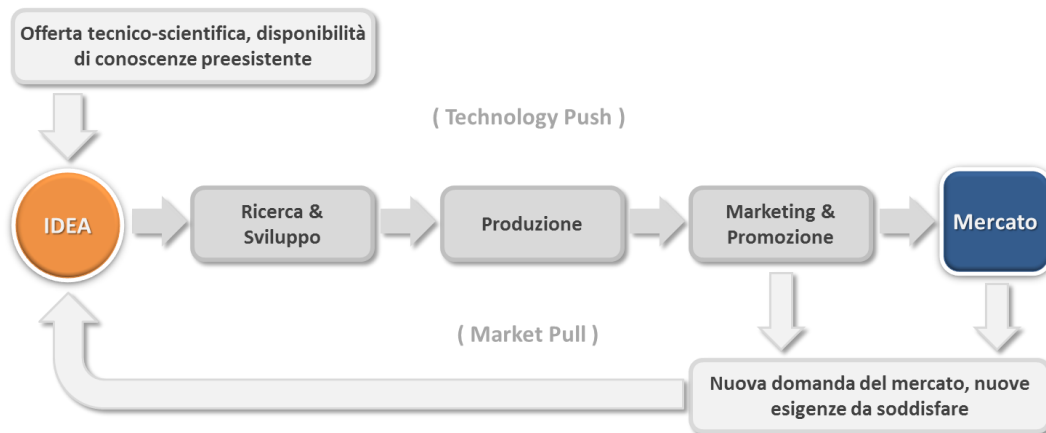 Offerta tecnico-scientifica, disponibilità
di conoscenze preesistente
( Technology Push )
IDEA
Ricerca &
Sviluppo
Produzione
Marketing &
Promozione
Mercato
( Market Pull )
Nuova domanda del mercato, nuove
esigenze da soddisfare